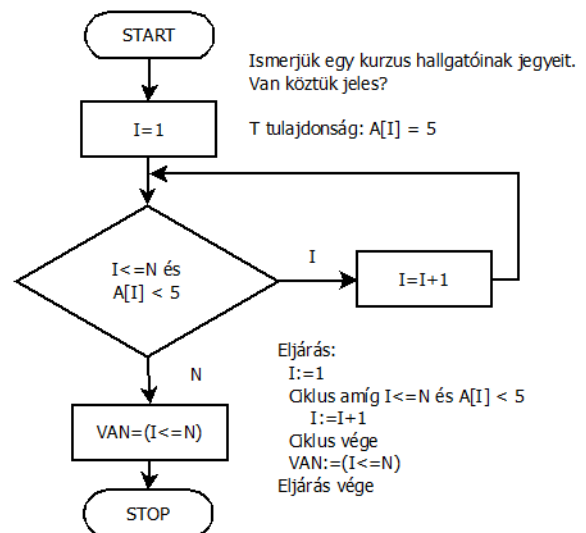 START
Ismerjük egy kurzus hallgatóinak jegyeit.
Van köztük jeles?
I=1
T tulajdonság: A[I] = 5
I<=N és
A[I] < 5
I
I=I+1
N
VAN=(I<=N)
STOP
Eljárás:
I:=1
Ciklus amíg I<=N és A[I] < 5
I:=I+1
Ciklus vége
VAN:=(I<=N)
Eljárás vége